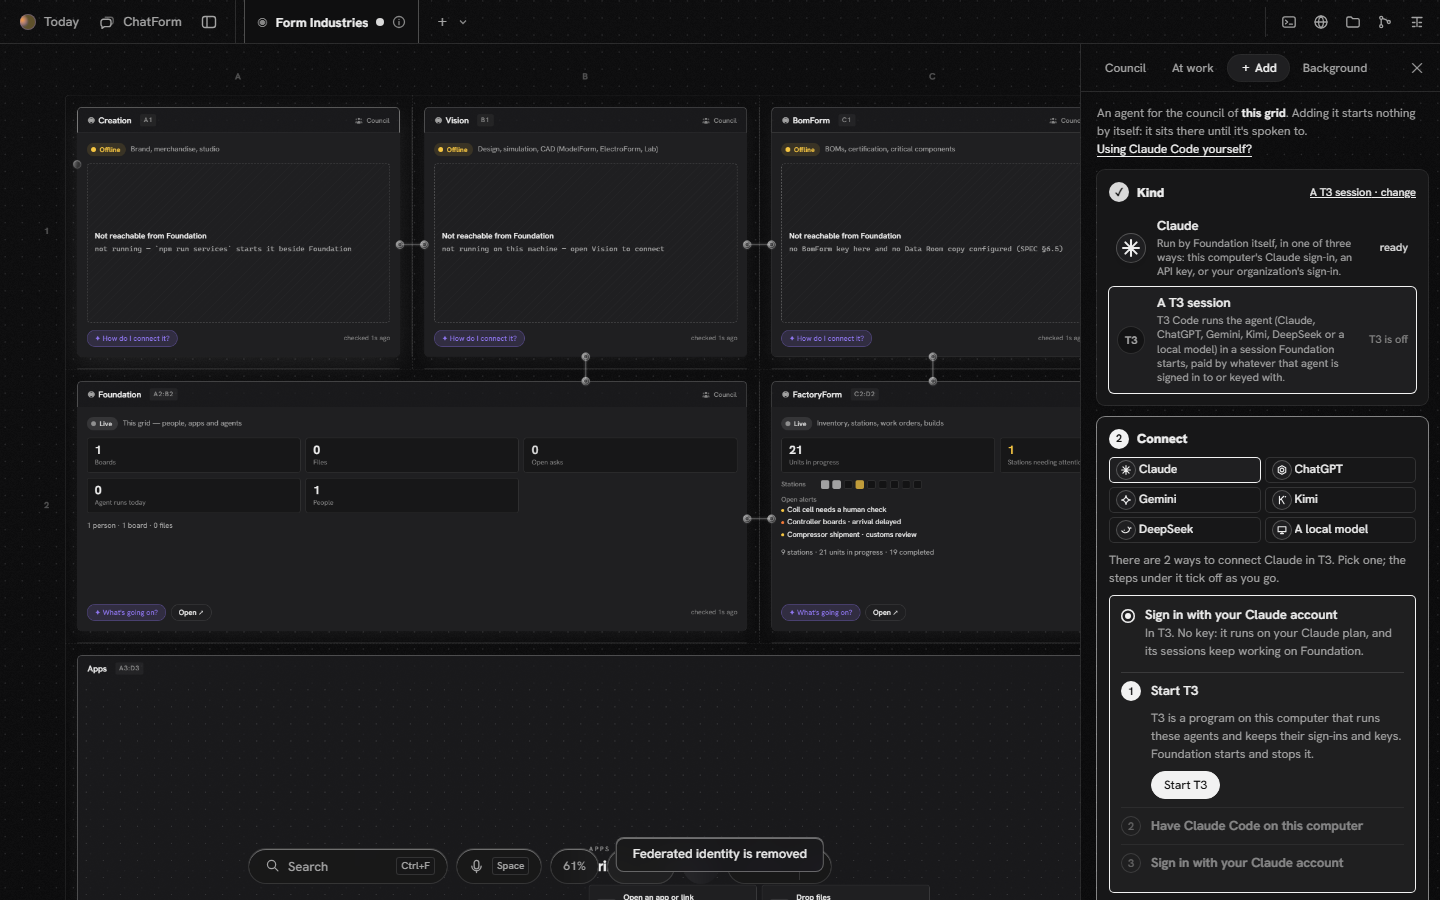 Today
ChatForm
Form Industries
A
B
C
1
2
Creation
A1
Council
Offline
Brand, merchandise, studio
Not reachable from Foundation
not running — `npm run services` starts it beside Foundation
+ How do I connect it?
checked 1s ago
Vision
B1
Council
Offline
Design, simulation, CAD (ModelForm, ElectroForm, Lab)
Not reachable from Foundation
not running on this machine — open Vision to connect
+ How do I connect it?
checked 1s ago
BomForm
C1
Offline
BOMs, certification, critical components
Not reachable from Foundation
no BomForm key here and no Data Room copy configured (SPEC §6.5)
+ How do I connect it?
Foundation
A2:B2
Council
Live
This grid — people, apps and agents
1
Boards
0
Files
0
Open asks
0
Agent runs today
1
People
1 person · 1 board · 0 files
+ What's going on?
Open ↗
checked 1s ago
FactoryForm
C2:D2
Live
Inventory, stations, work orders, builds
21
Units in progress
1
Stations needing
Stations
Open alerts
Coil cell needs a human check
Controller boards · arrival delayed
Compressor shipment · customs review
9 stations · 21 units in progress · 19 completed
+ What's going on?
Open ↗
Apps
A3:D3
Search
Ctrl+F
Space
61%
APPS
Federated identity is removed
Open an app or link
Drop files
Council
At work
+ Add
Background
An agent for the council of this grid. Adding it starts nothing
by itself: it sits there until it's spoken to.
Using Claude Code yourself?
Kind
A T3 session · change
Claude
Run by Foundation itself, in one of three
ways: this computer's Claude sign-in, an
API key, or your organization's sign-in.
ready
T3
A T3 session
T3 Code runs the agent (Claude,
ChatGPT, Gemini, Kimi, DeepSeek or a
local model) in a session Foundation
starts, paid by whatever that agent is
signed in to or keyed with.
T3 is off
2
Connect
Claude
ChatGPT
Gemini
Kimi
DeepSeek
A local model
There are 2 ways to connect Claude in T3. Pick one; the
steps under it tick off as you go.
Sign in with your Claude account
In T3. No key: it runs on your Claude plan, and
its sessions keep working on Foundation.
1
Start T3
T3 is a program on this computer that runs
these agents and keeps their sign-ins and keys.
Foundation starts and stops it.
Start T3
2
Have Claude Code on this computer
3
Sign in with your Claude account